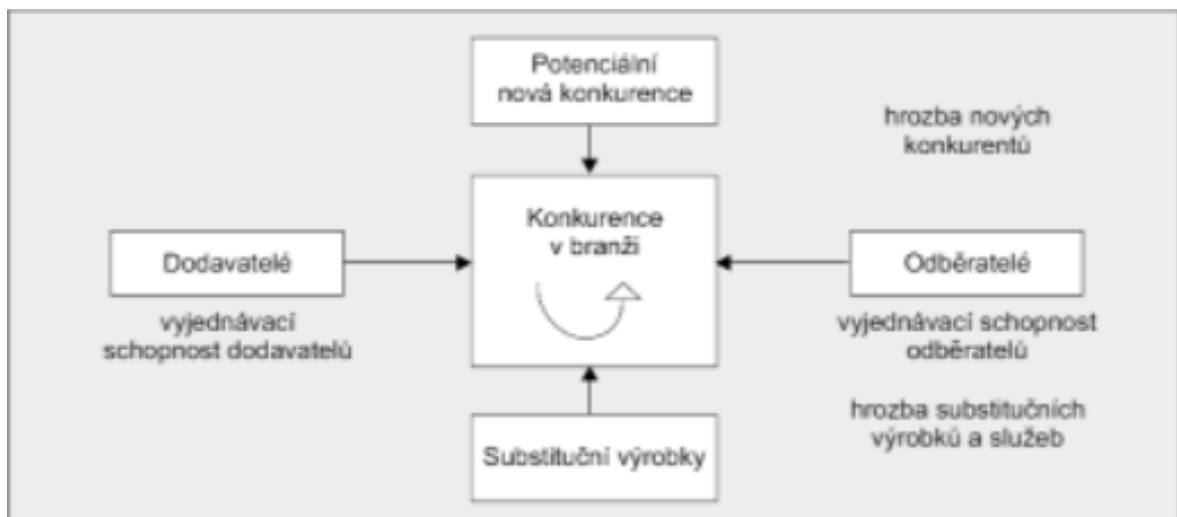 Potenciální
nová konkurence
hrozba nových
konkurentů
Konkurence
v branži
Dodavatelé
Odběratelé
vyjednávací
schopnost dodavatelů
vyjednávací schopnost
odběratelů
hrozba substitučních
výrobků a služeb
Substituční výrobky